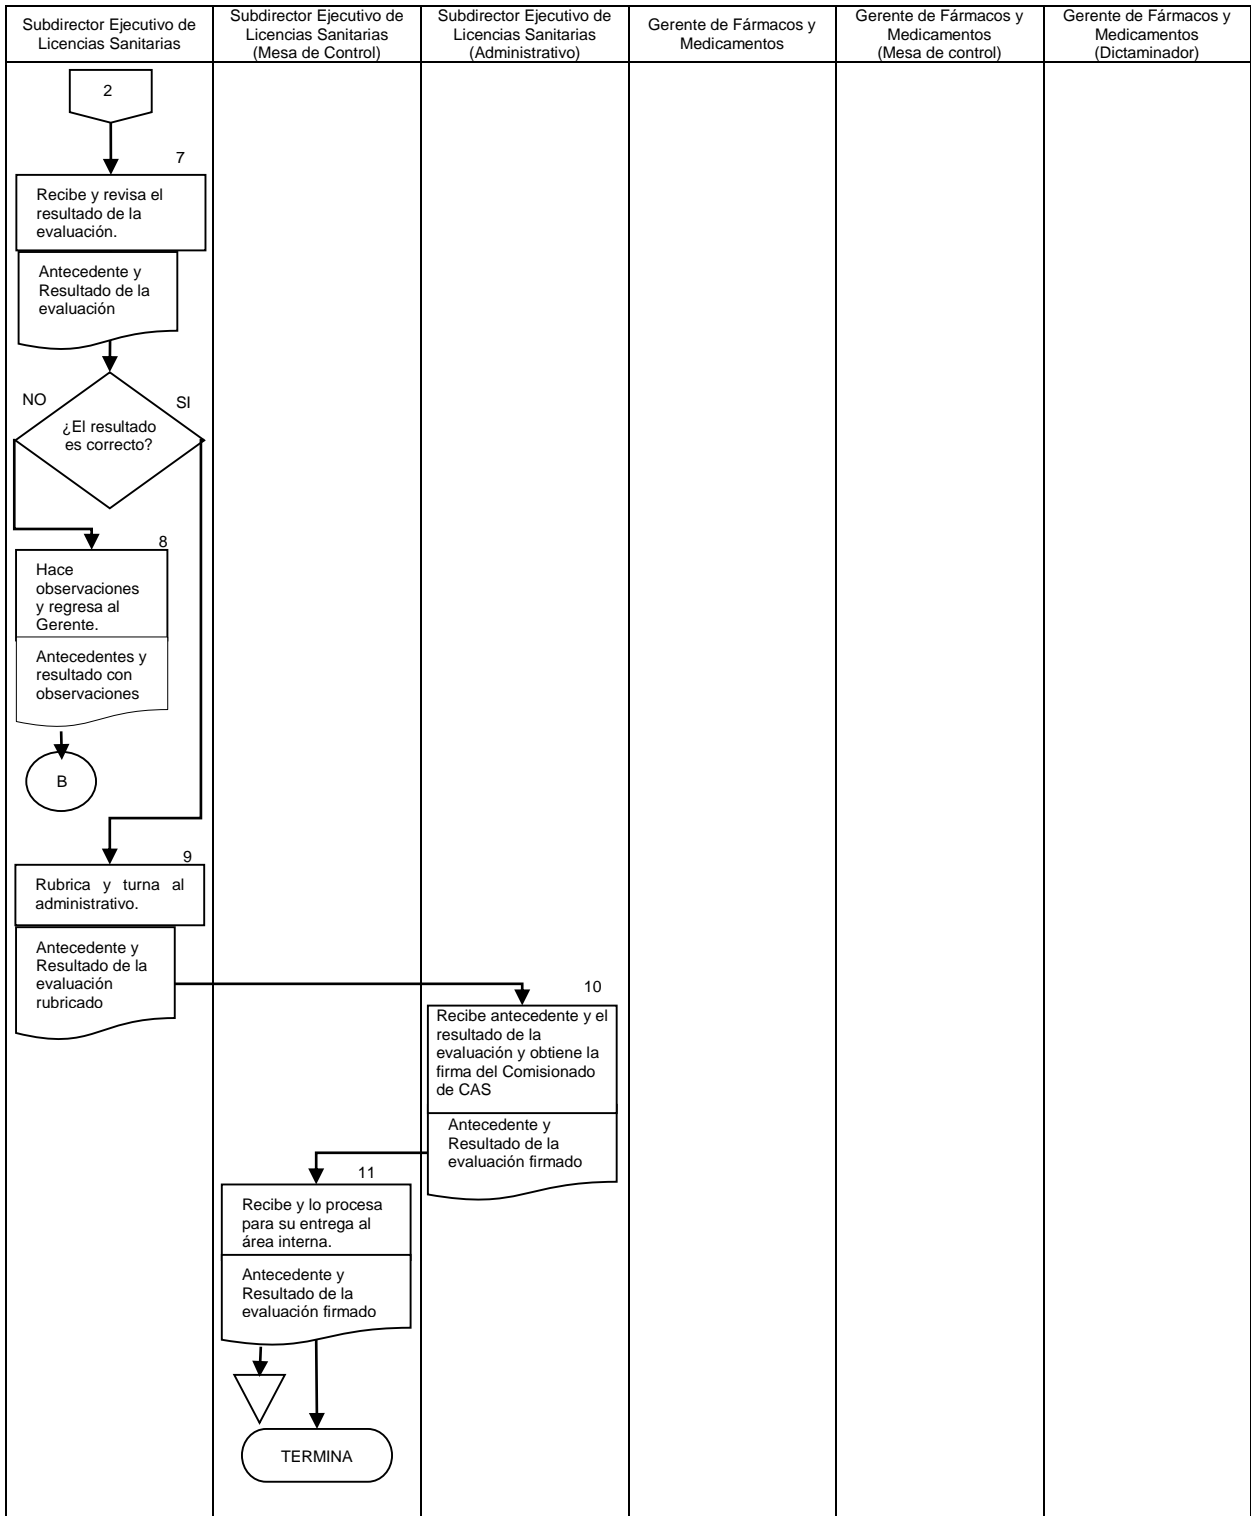 Subdirector Ejecutivo de
Licencias Sanitarias
Subdirector Ejecutivo de
Licencias Sanitarias
(Mesa de Control)
Subdirector Ejecutivo de
Licencias Sanitarias
(Administrativo)
Gerente de Fármacos y
Medicamentos
Gerente de Fármacos y
Medicamentos
(Mesa de control)
Gerente de Fármacos y
Medicamentos
(Dictaminador)
2
7
Recibe y revisa el
resultado de la
evaluación.
Antecedente y
Resultado de la
evaluación
NO
SI
¿El resultado
es correcto?
8
Hace
observaciones
y regresa al
Gerente.
Antecedentes y
resultado con
observaciones
B
9
Rubrica y turna al
administrativo.
Antecedente y
Resultado de la
evaluación
rubricado
10
Recibe antecedente y el
resultado de la
evaluación y obtiene la
firma del Comisionado
de CAS
Antecedente y
Resultado de la
evaluación firmado
11
Recibe y lo procesa
para su entrega al
área interna.
Antecedente y
Resultado de la
evaluación firmado
TERMINA